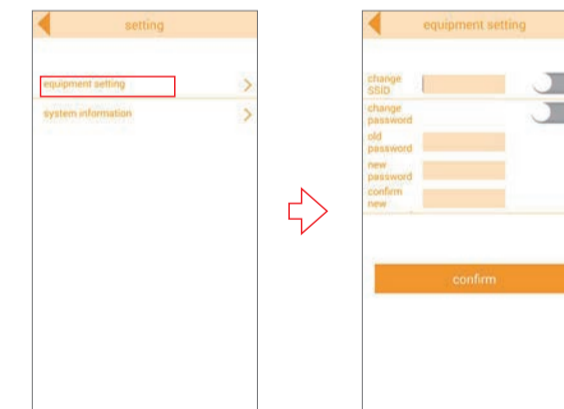 setting
equipment setting
system information
equipment setting
change
SSID
change
password
old
password
new
password
confirm
new
confirm